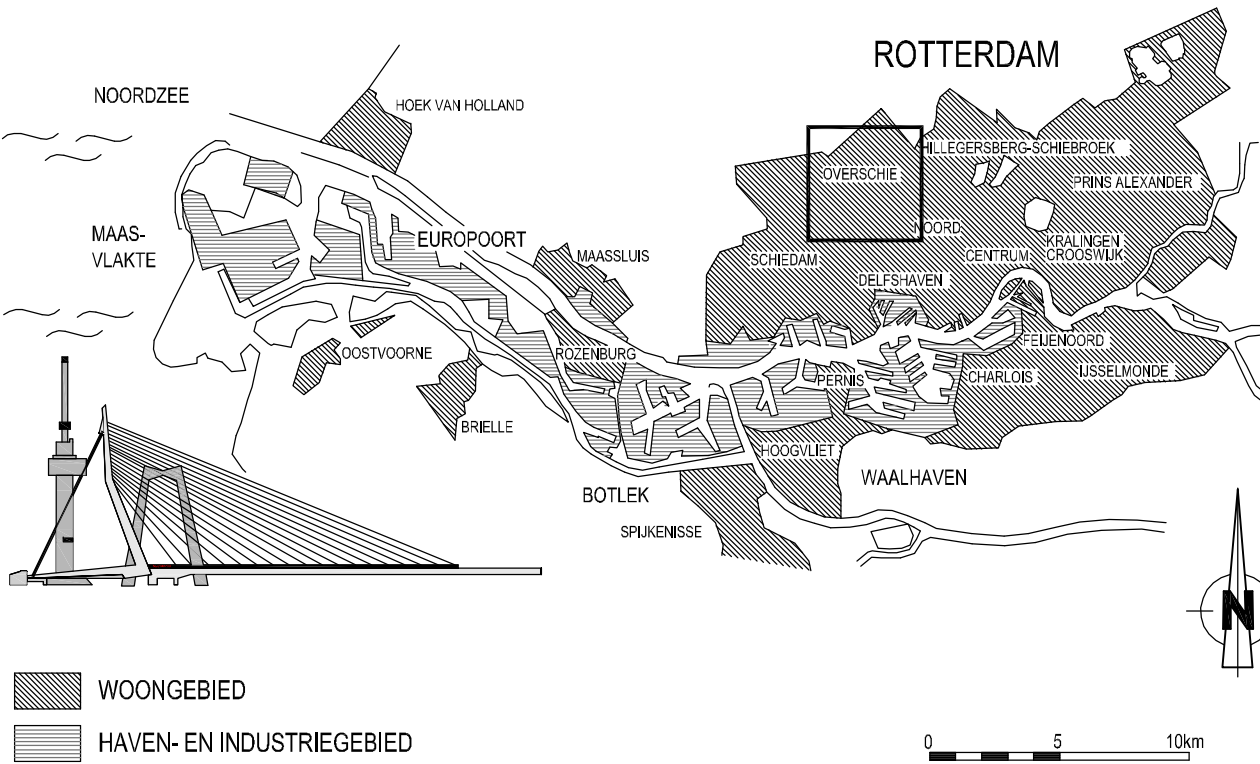 ROTTERDAM
NOORDZEE
HOEK VAN HOLLAND
HILLEGERSBERG-SCHIEBROEK
OVERSCHIE
PRINS ALEXANDER
MAAS-
VLAKTE
EUROPOORT
NOORD
MAASSLUIS
SCHIEDAM
CENTRUM
KRALINGEN
CROOSWIJK
DELFSHAVEN
OOSTVOORNE
ROZENBURG
FEIJENOORD
PERNIS
CHARLOIS
IJSSELMONDE
BRIELLE
HOOGVLIET
WAALHAVEN
BOTLEK
SPIJKENISSE
N
WOONGEBIED
HAVEN- EN INDUSTRIEGEBIED
0 5 10km